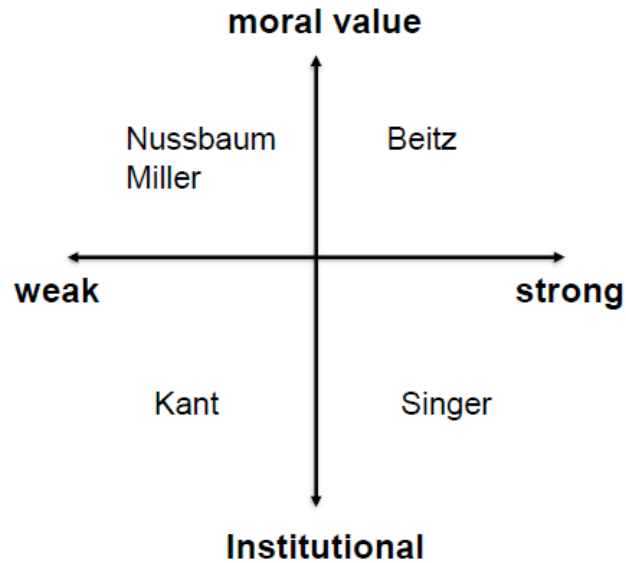 moral value
Nussbaum
Miller
Beitz
weak
strong
Kant
Singer
Institutional